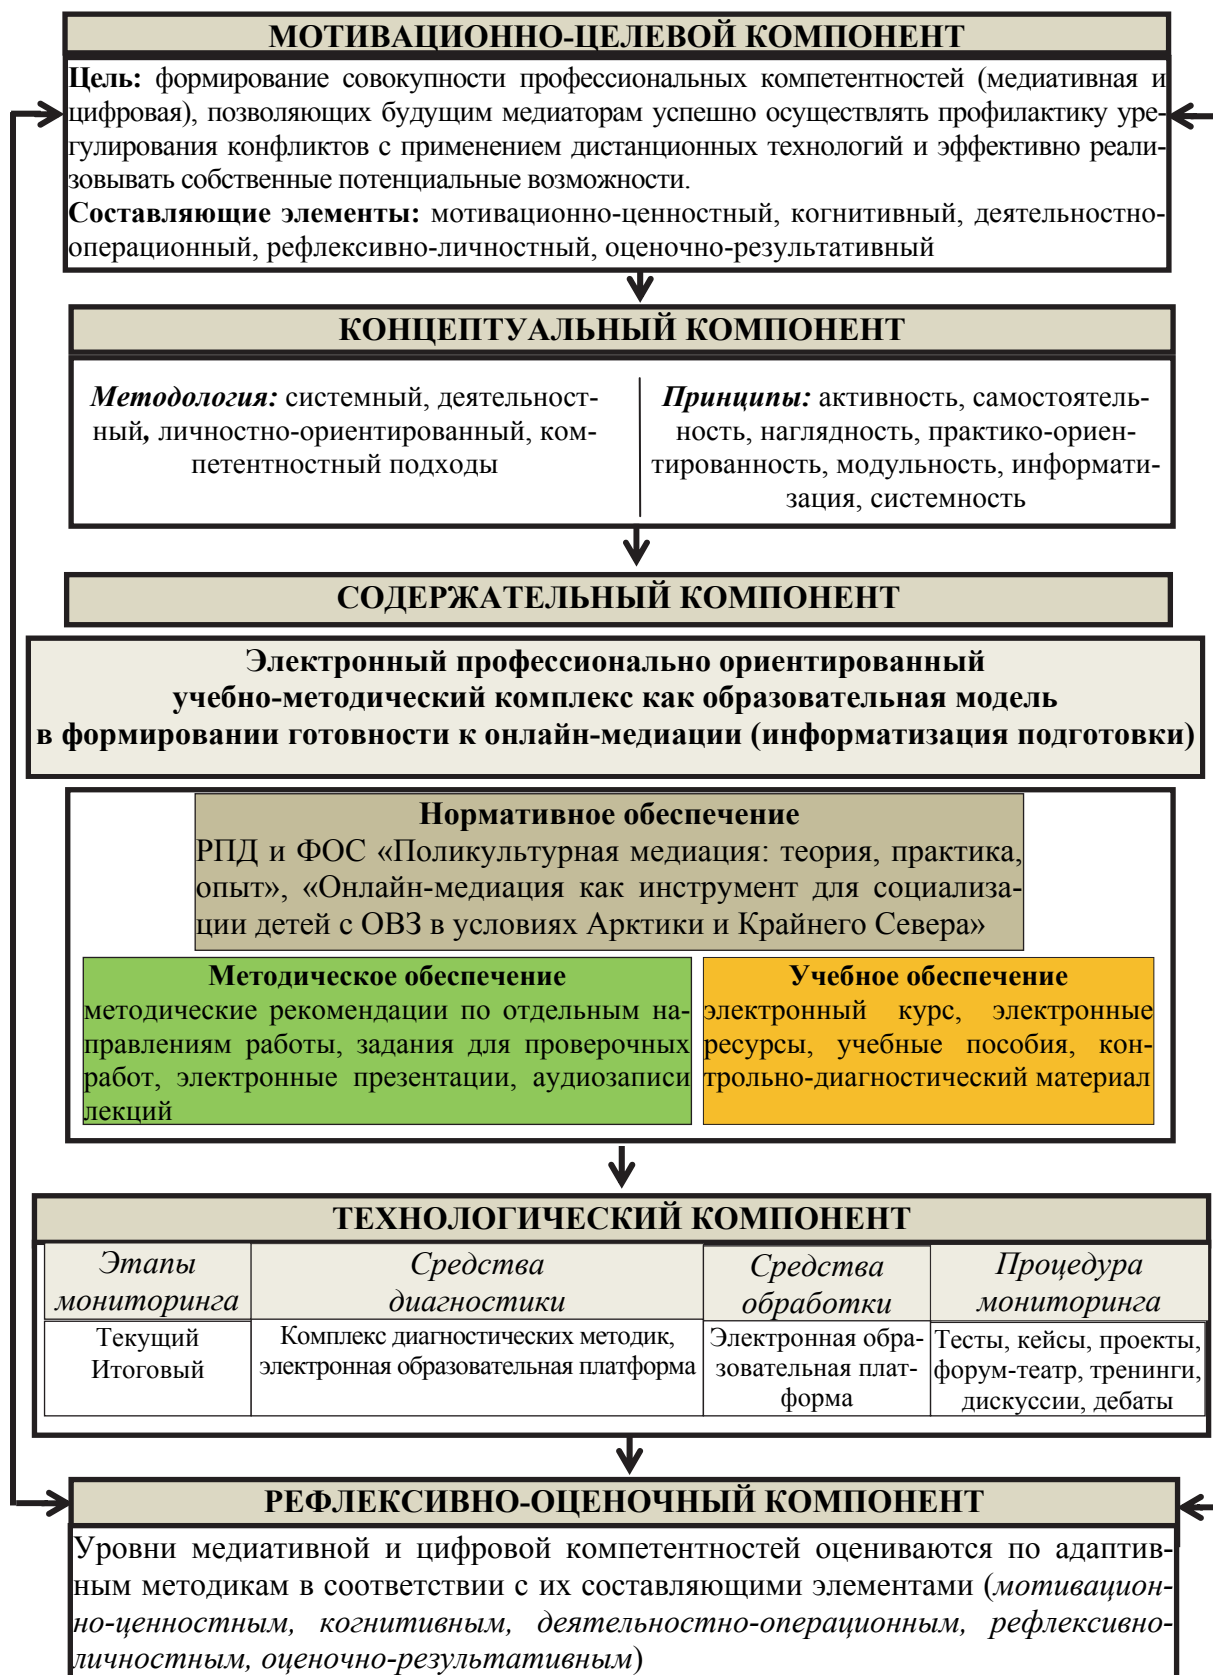 МОТИВАЦИОННО-ЦЕЛЕВОЙ КОМПОНЕНТ
Цель: формирование совокупности профессиональных компетентностей (медиативная и
цифровая), позволяющих будущим медиаторам успешно осуществлять профилактику уре-
гулирования конфликтов с применением дистанционных технологий и эффективно реали-
зовывать собственные потенциальные возможности.
Составляющие элементы: мотивационно-ценностный, когнитивный, деятельностно-
операционный, рефлексивно-личностный, оценочно-результативный
КОНЦЕПТУАЛЬНЫЙ КОМПОНЕНТ
Методология: системный, деятельност-
ный, личностно-ориентированный, ком-
петентностный подходы
Принципы: активность, самостоятель-
ность, наглядность, практико-ориен-
тированность, модульность, информати-
зация, системность
СОДЕРЖАТЕЛЬНЫЙ КОМПОНЕНТ
Электронный профессионально ориентированный
учебно-методический комплекс как образовательная модель
в формировании готовности к онлайн-медиации (информатизация подготовки)
Нормативное обеспечение
РПД и ФОС «Поликультурная медиация: теория, практика,
опыт», «Онлайн-медиация как инструмент для социализа-
ции детей с ОВЗ в условиях Арктики и Крайнего Севера»
Методическое обеспечение
методические рекомендации по отдельным на-
правлениям работы, задания для проверочных
работ, электронные презентации, аудиозаписи
лекций
Учебное обеспечение
электронный курс, электронные
ресурсы, учебные пособия, кон-
трольно-диагностический материал
ТЕХНОЛОГИЧЕСКИЙ КОМПОНЕНТ
Этапы
мониторинга
Средства
диагностики
Средства
обработки
Процедура
мониторинга
Текущий
Итоговый
Комплекс диагностических методик,
электронная образовательная платформа
Электронная обра-
зовательная плат-
форма
Тесты, кейсы, проекты,
форум-театр, тренинги,
дискуссии, дебаты
РЕФЛЕКСИВНО-ОЦЕНОЧНЫЙ КОМПОНЕНТ
Уровни медиативной и цифровой компетентностей оцениваются по адаптив-
ным методикам в соответствии с их составляющими элементами (мотивацион-
но-ценностным, когнитивным, деятельностно-операционным, рефлексивно-
личностным, оценочно-результативным)